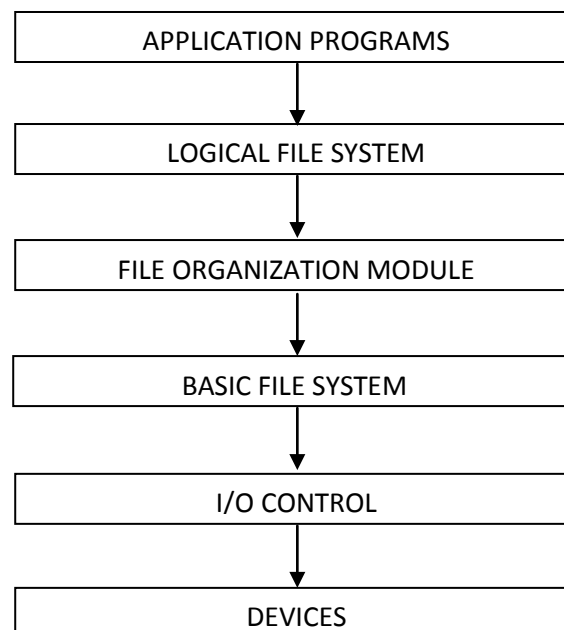 APPLICATION PROGRAMS
LOGICAL FILE SYSTEM
FILE ORGANIZATION MODULE
BASIC FILE SYSTEM
I/O CONTROL
DEVICES